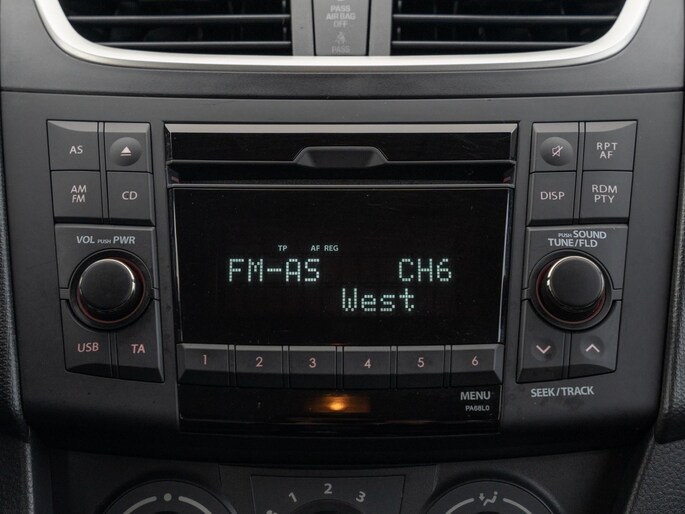 PASS
AIR BAG
OFF
PASS
AS
AM
FM
CD
VOL PUSH PWR
USB
TA
TP AF REG
FM-AS CH6
West
1 2 3 4 5 6
MENU
PA68L0
RPT
AF
DISP
RDM
PTY
PUSH SOUND
TUNE/FLD
SEEK/TRACK
1 2 3